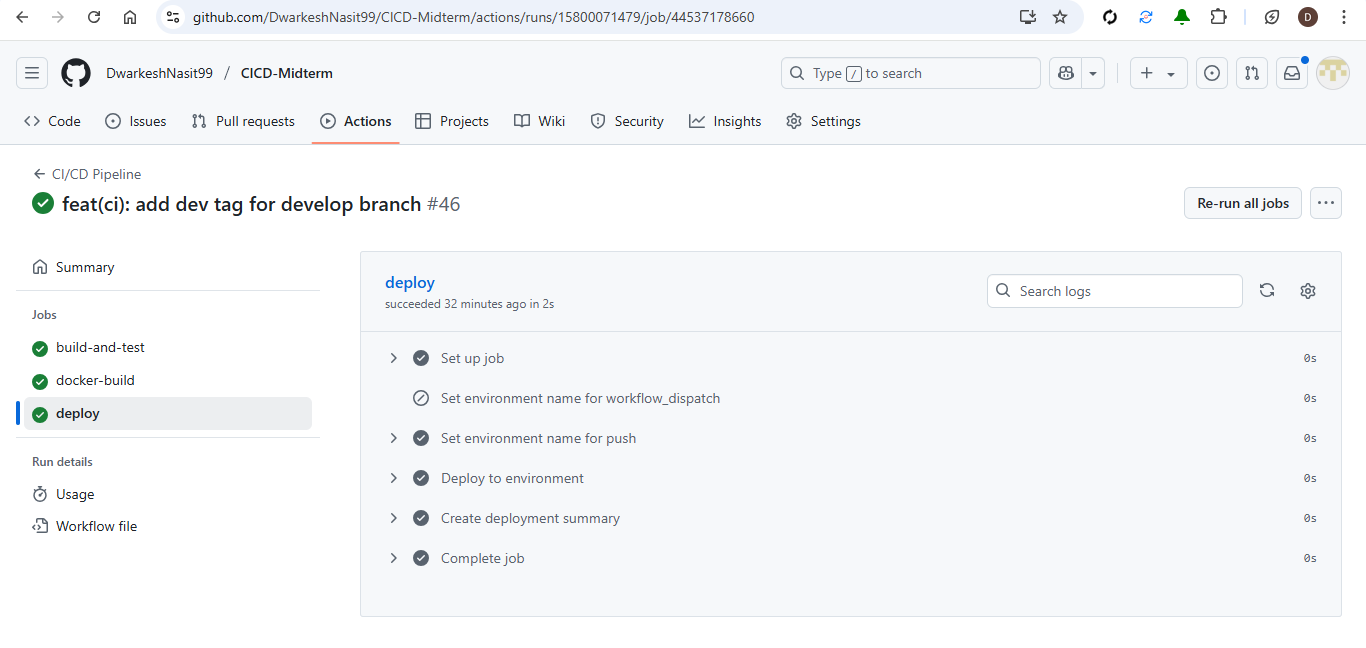 github.com/DwarkeshNasit99/CICD-Midterm/actions/runs/15800071479/job/44537178660
D
DwarkeshNasit99 / CICD-Midterm
Type / to search
Code Issues Pull requests Actions Projects Wiki Security Insights Settings
CI/CD Pipeline
feat(ci): add dev tag for develop branch #46
Re-run all jobs
Summary
Jobs
build-and-test
docker-build
deploy
Run details
Usage
Workflow file
deploy
succeeded 32 minutes ago in 2s
Search logs
Set up job 0s
Set environment name for workflow_dispatch 0s
Set environment name for push 0s
Deploy to environment 0s
Create deployment summary 0s
Complete job 0s